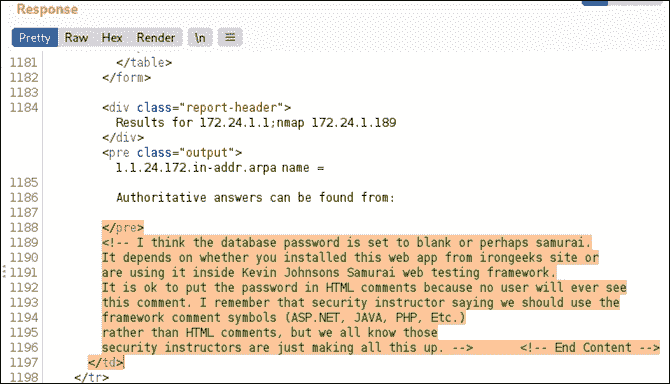 Response
Pretty Raw Hex Render \n
1181 </table>
1182 </form>
1183
1184 <div class="report-header">
Results for 172.24.1.1;nmap 172.24.1.189
</div>
<pre class="output">
1.1.24.172.in-addr.arpa name =
1185
1186 Authoritative answers can be found from:
1187
1188 </pre>
1189 <!-- I think the database password is set to blank or perhaps samurai.
1190 It depends on whether you installed this web app from irongeeks site or
1191 are using it inside Kevin Johnsons Samurai web testing framework.
1192 It is ok to put the password in HTML comments because no user will ever see
1193 this comment. I remember that security instructor saying we should use the
1194 framework comment symbols (ASP.NET, JAVA, PHP, Etc.)
1195 rather than HTML comments, but we all know those
1196 security instructors are just making all this up. --> <!-- End Content -->
1197 </td>
1198 </tr>